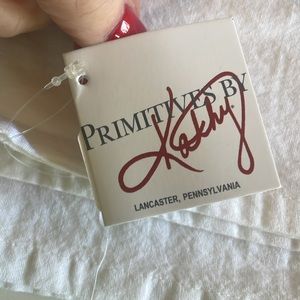 PRIMITIVES BY
Kathy
LANCASTER, PENNSYLVANIA